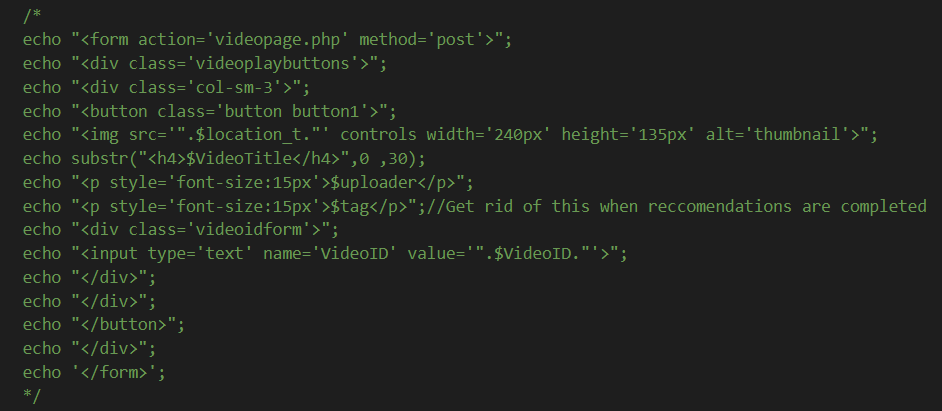 /*
echo "<form action='videopage.php' method='post'>";
echo "<div class='videoplaybuttons'>";
echo "<div class='col-sm-3'>";
echo "<button class='button button1'>";
echo "<img src='".$location_t."' controls width='240px' height='135px' alt='thumbnail'>";
echo substr("<h4>$VideoTitle</h4>",0 ,30);
echo "<p style='font-size:15px'>$uploader</p>";
echo "<p style='font-size:15px'>$tag</p>";//Get rid of this when reccomendations are completed
echo "<div class='videoidform'>";
echo "<input type='text' name='VideoID' value='".$VideoID."'>";
echo "</div>";
echo "</div>";
echo "</button>";
echo "</div>";
echo '</form>';
*/